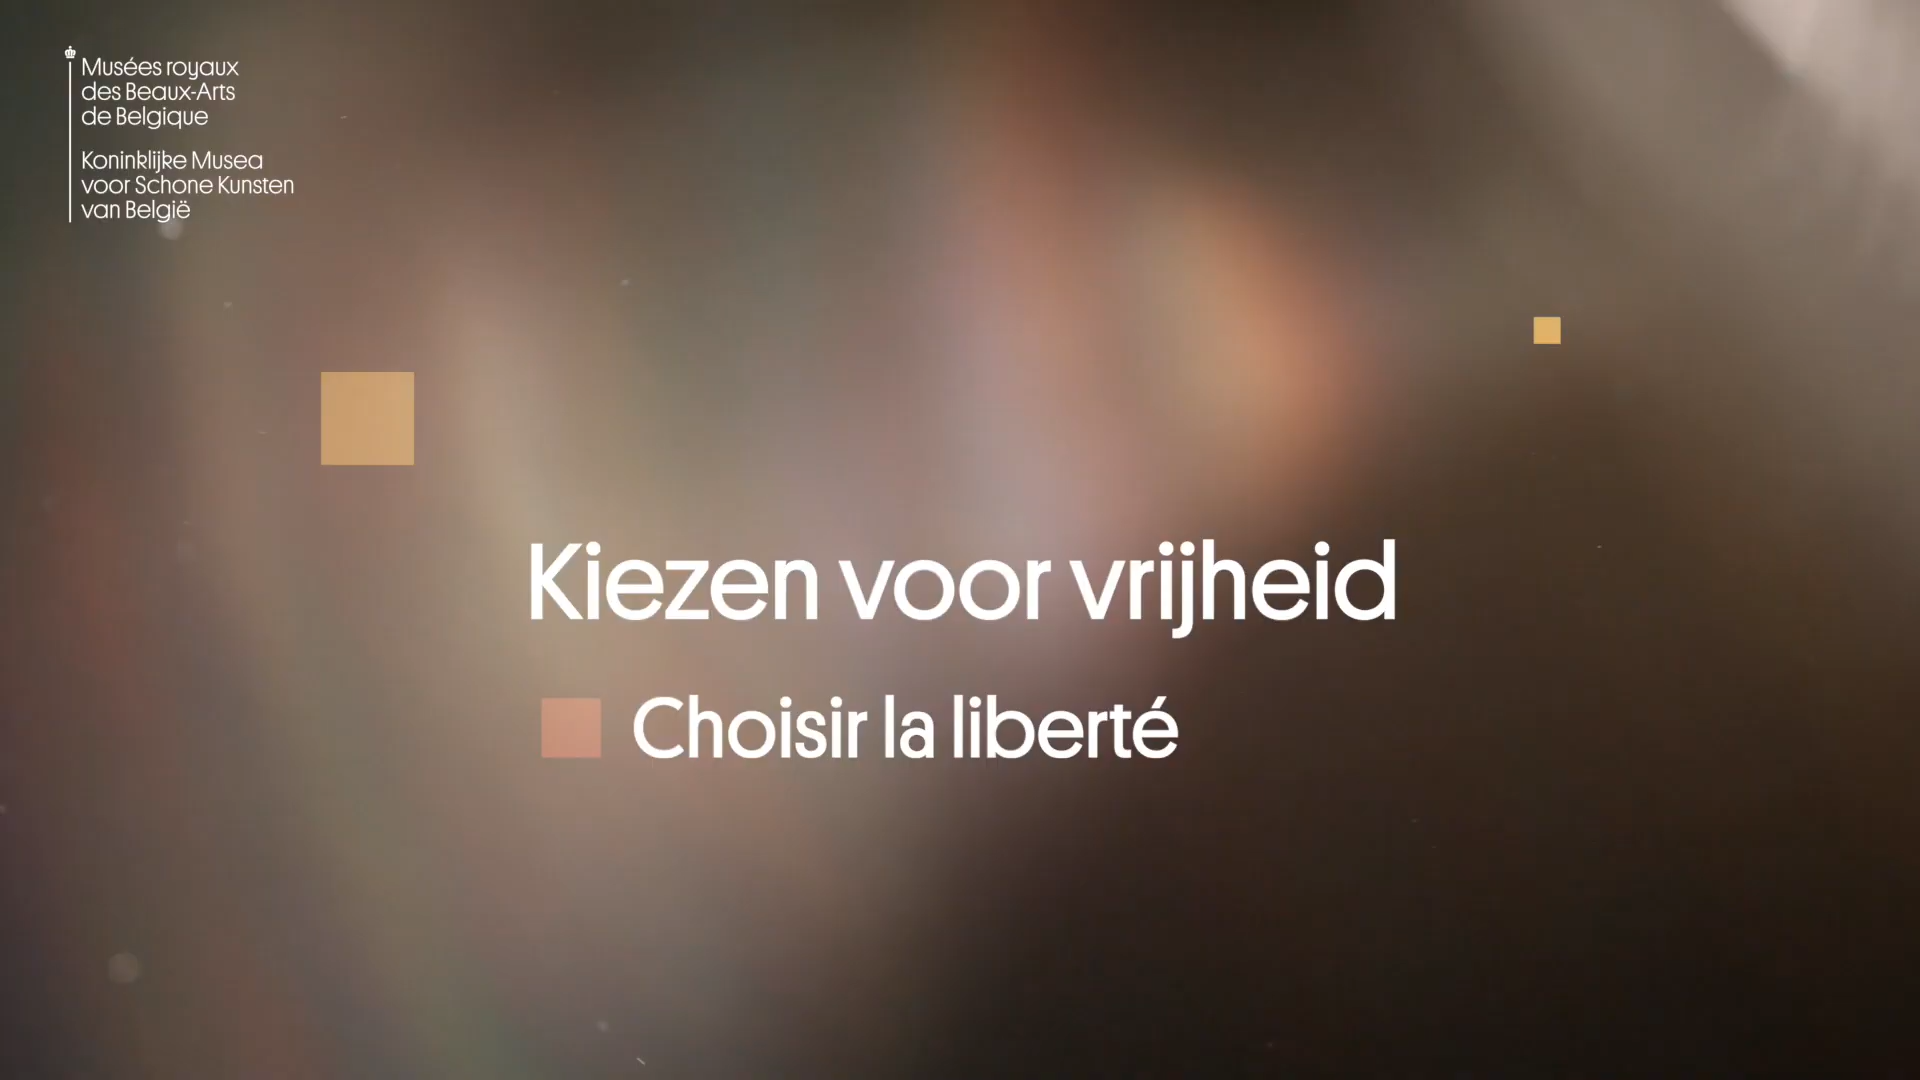 Musées royaux
des Beaux-Arts
de Belgique
Koninklijke Musea
voor Schone Kunsten
van België
Kiezen voor vrijheid
Choisir la liberté